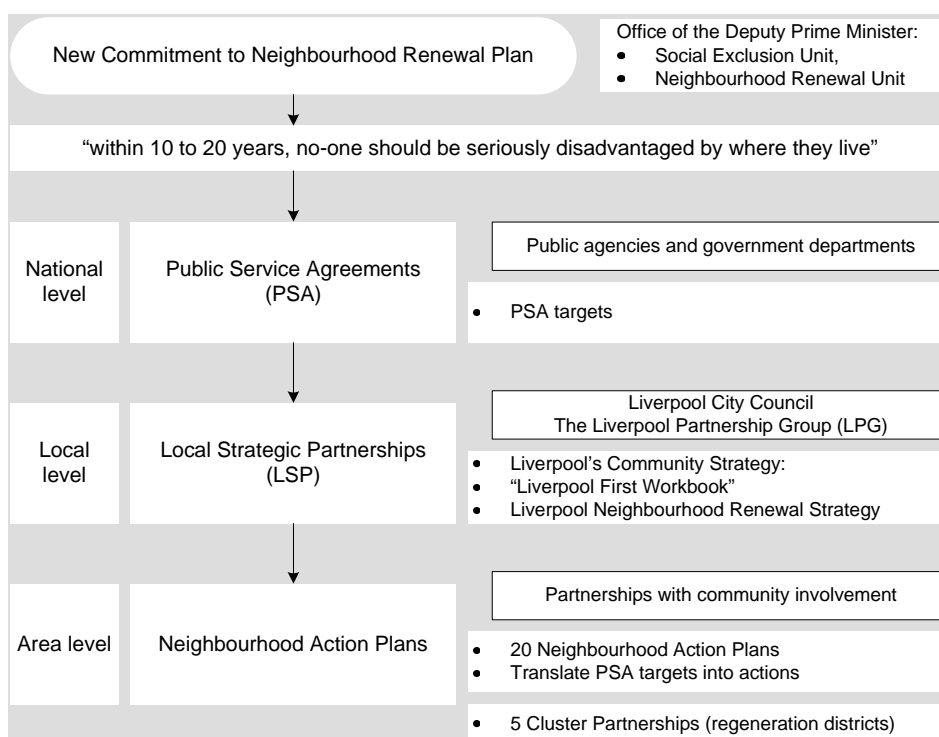 New Commitment to Neighbourhood Renewal Plan
Office of the Deputy Prime Minister:
• Social Exclusion Unit,
• Neighbourhood Renewal Unit
“within 10 to 20 years, no-one should be seriously disadvantaged by where they live”
National
level
Public Service Agreements
(PSA)
Public agencies and government departments
• PSA targets
Local
level
Local Strategic Partnerships
(LSP)
Liverpool City Council
The Liverpool Partnership Group (LPG)
• Liverpool’s Community Strategy:
• “Liverpool First Workbook”
• Liverpool Neighbourhood Renewal Strategy
Area level
Neighbourhood Action Plans
Partnerships with community involvement
• 20 Neighbourhood Action Plans
• Translate PSA targets into actions
• 5 Cluster Partnerships (regeneration districts)